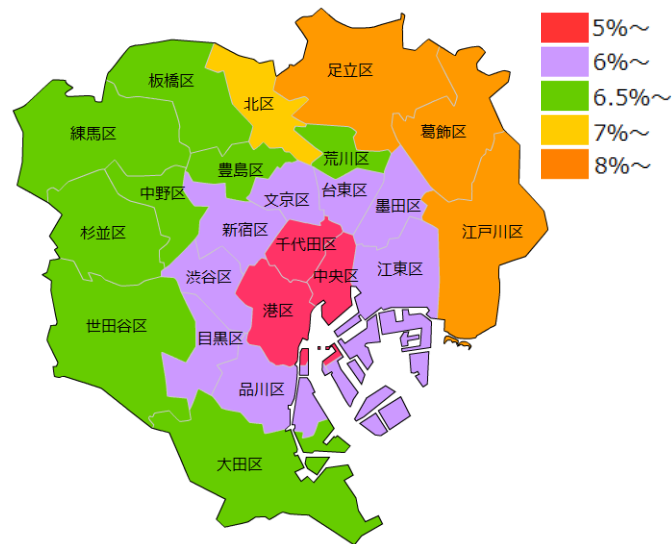 5%～
6%～
6.5%～
7%～
8%～
足立区
板橋区
北区
葛飾区
練馬区
荒川区
豊島区
中野区
文京区
台東区
墨田区
杉並区
新宿区
江戸川区
千代田区
渋谷区
中央区
江東区
港区
世田谷区
目黒区
品川区
大田区